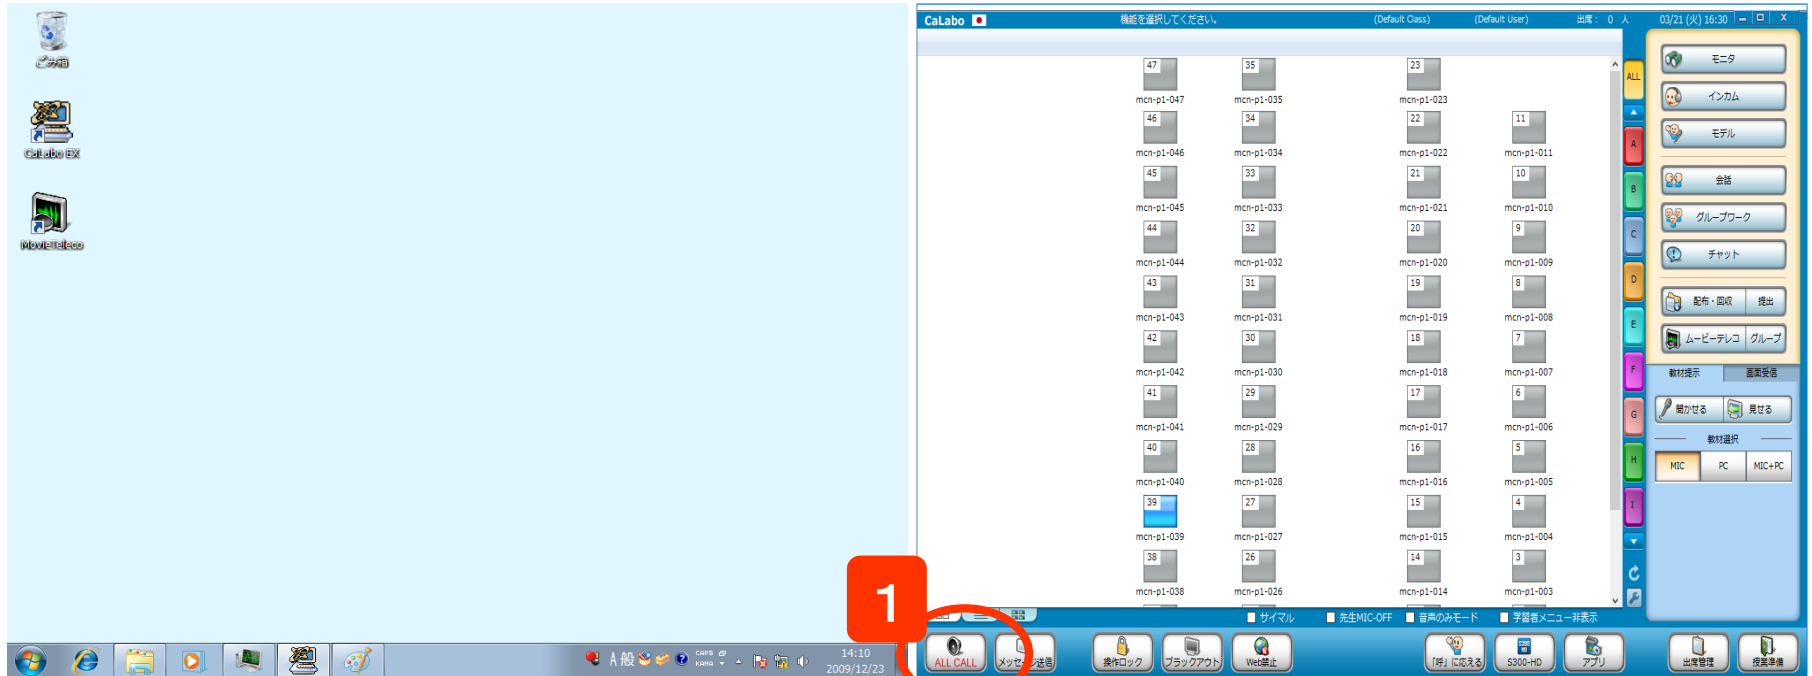 ごみ箱
CaLabo EX
MovieTeleco
A 般
CAPS
KANA
14:10
2009/12/23
1
CaLabo
機能を選択してください。
(Default Class)
(Default User)
出席： 0 人
03/21 (火) 16:30
47 35 23
mcn-p1-047 mcn-p1-035 mcn-p1-023
46 34 22 11
mcn-p1-046 mcn-p1-034 mcn-p1-022 mcn-p1-011
45 33 21 10
mcn-p1-045 mcn-p1-033 mcn-p1-021 mcn-p1-010
44 32 20 9
mcn-p1-044 mcn-p1-032 mcn-p1-020 mcn-p1-009
43 31 19 8
mcn-p1-043 mcn-p1-031 mcn-p1-019 mcn-p1-008
42 30 18 7
mcn-p1-042 mcn-p1-030 mcn-p1-018 mcn-p1-007
41 29 17 6
mcn-p1-041 mcn-p1-029 mcn-p1-017 mcn-p1-006
40 28 16 5
mcn-p1-040 mcn-p1-028 mcn-p1-016 mcn-p1-005
39 27 15 4
mcn-p1-039 mcn-p1-027 mcn-p1-015 mcn-p1-004
38 26 14 3
mcn-p1-038 mcn-p1-026 mcn-p1-014 mcn-p1-003
ALL
A
B
C
D
E
F
G
H
I
モニタ
インカム
モデル
会話
グループワーク
チャット
配布・回収 提出
ムービーテレコ グループ
教材提示 画面受信
聞かせる 見せる
教材選択
MIC PC MIC+PC
サイマル 先生MIC-OFF 音声のみモード 学習者メニュー非表示
ALL CALL メッセージ送信 操作ロック ブラックアウト Web禁止 「呼」に応える S300-HD アプリ 出席管理 授業準備